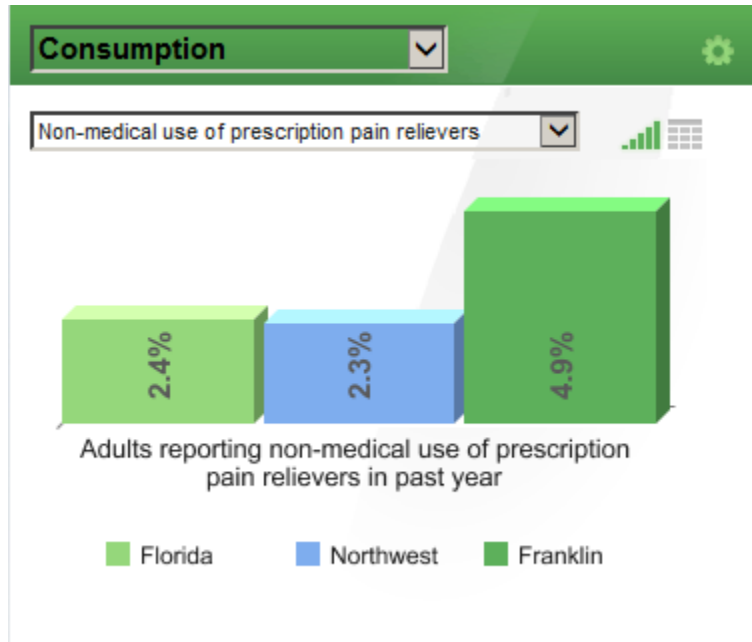 Consumption
Non-medical use of prescription pain relievers
2.4%
2.3%
4.9%
Adults reporting non-medical use of prescription
pain relievers in past year
Florida
Northwest
Franklin